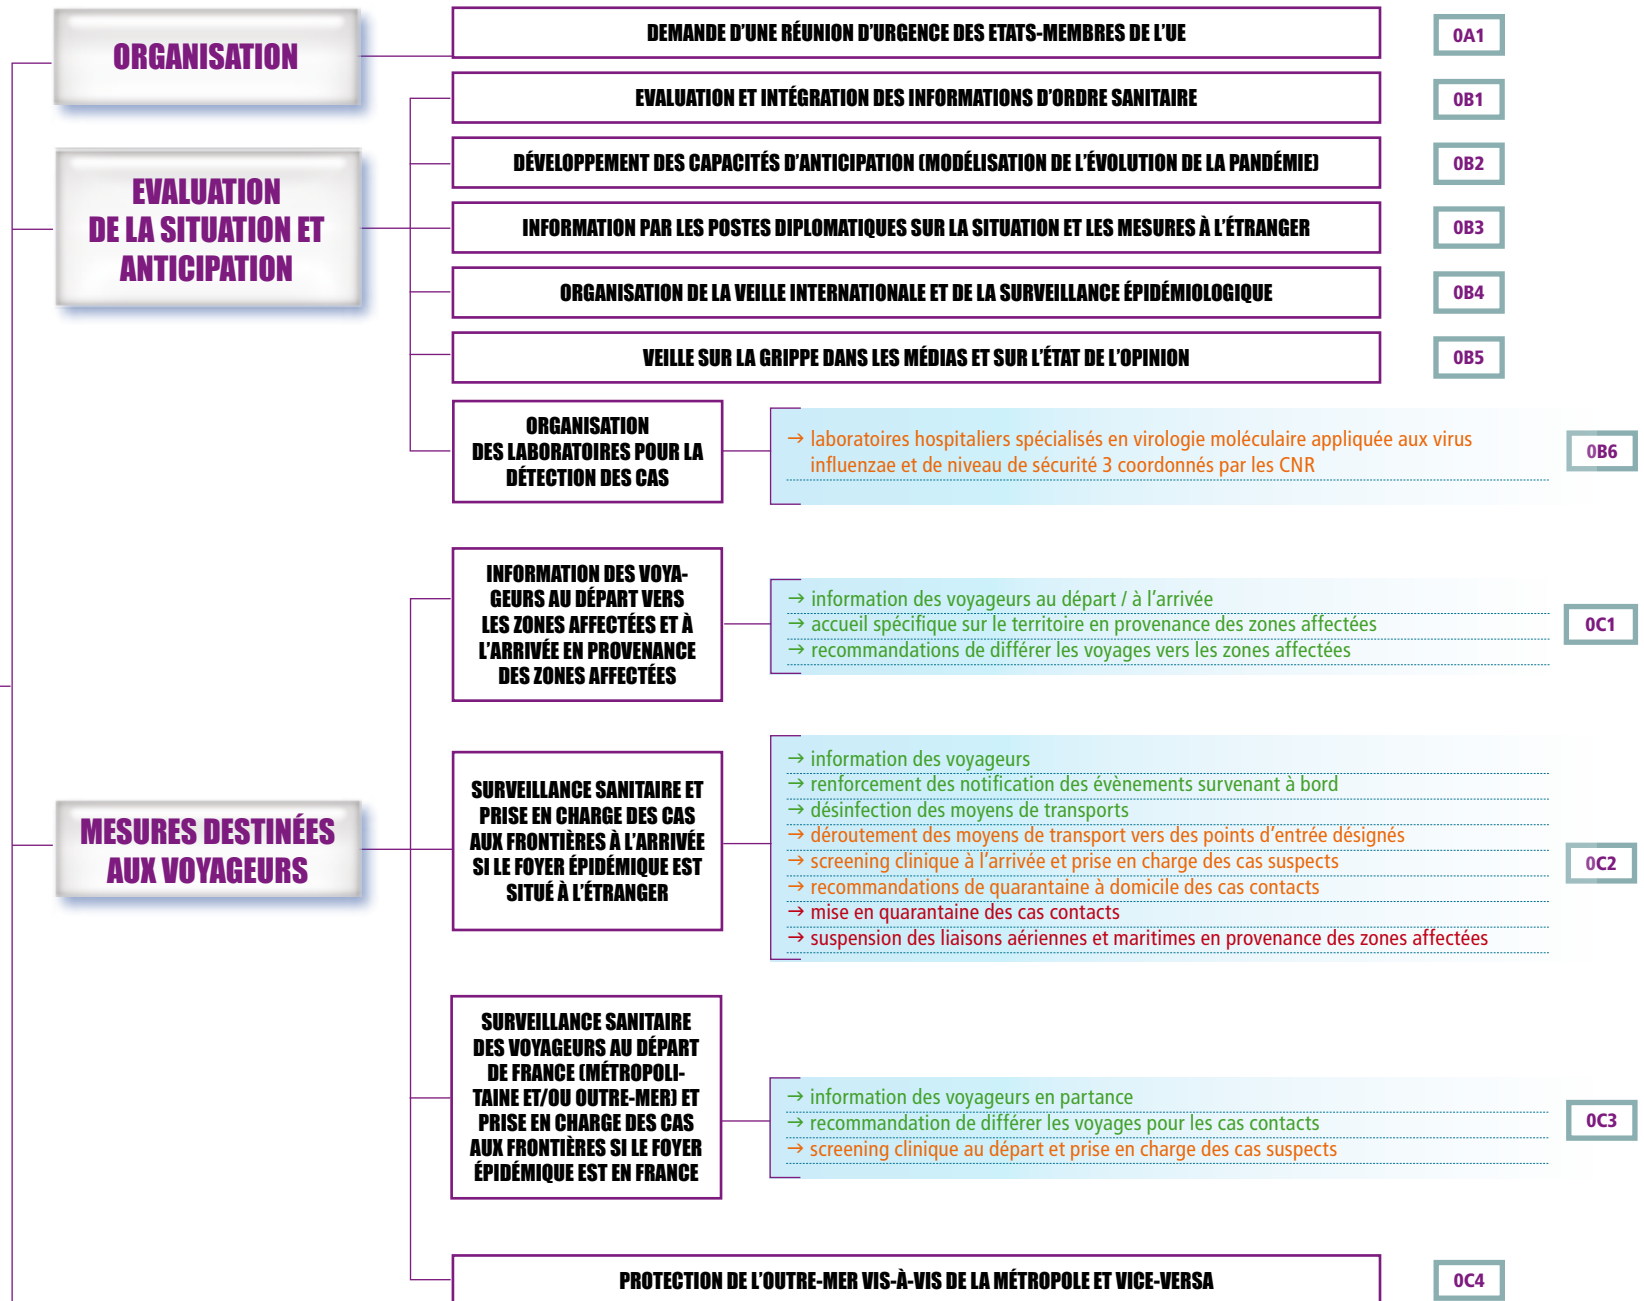 ORGANISATION
DEMANDE D'UNE RÉUNION D'URGENCE DES ETATS-MEMBRES DE L'UE
0A1
EVALUATION
DE LA SITUATION ET
ANTICIPATION
EVALUATION ET INTÉGRATION DES INFORMATIONS D'ORDRE SANITAIRE
0B1
DÉVELOPPEMENT DES CAPACITÉS D'ANTICIPATION (MODÉLISATION DE L'ÉVOLUTION DE LA PANDÉMIE)
0B2
INFORMATION PAR LES POSTES DIPLOMATIQUES SUR LA SITUATION ET LES MESURES À L'ÉTRANGER
0B3
ORGANISATION DE LA VEILLE INTERNATIONALE ET DE LA SURVEILLANCE ÉPIDÉMIOLOGIQUE
0B4
VEILLE SUR LA GRIPPE DANS LES MÉDIAS ET SUR L'ÉTAT DE L'OPINION
0B5
ORGANISATION
DES LABORATOIRES POUR LA
DÉTECTION DES CAS
→ laboratoires hospitaliers spécialisés en virologie moléculaire appliquée aux virus
influenzae et de niveau de sécurité 3 coordonnés par les CNR
0B6
MESURES DESTINÉES
AUX VOYAGEURS
INFORMATION DES VOYA-
GEURS AU DÉPART VERS
LES ZONES AFFECTÉES ET À
L'ARRIVÉE EN PROVENANCE
DES ZONES AFFECTÉES
→ information des voyageurs au départ / à l'arrivée
→ accueil spécifique sur le territoire en provenance des zones affectées
→ recommandations de différer les voyages vers les zones affectées
0C1
SURVEILLANCE SANITAIRE ET
PRISE EN CHARGE DES CAS
AUX FRONTIÈRES À L'ARRIVÉE
SI LE FOYER ÉPIDÉMIQUE EST
SITUÉ À L'ÉTRANGER
→ information des voyageurs
→ renforcement des notification des évènements survenant à bord
→ désinfection des moyens de transports
→ déroutement des moyens de transport vers des points d'entrée désignés
→ screening clinique à l'arrivée et prise en charge des cas suspects
→ recommandations de quarantaine à domicile des cas contacts
→ mise en quarantaine des cas contacts
→ suspension des liaisons aériennes et maritimes en provenance des zones affectées
0C2
SURVEILLANCE SANITAIRE
DES VOYAGEURS AU DÉPART
DE FRANCE (MÉTROPOLI-
TAINE ET/OU OUTRE-MER) ET
PRISE EN CHARGE DES CAS
AUX FRONTIÈRES SI LE FOYER
ÉPIDÉMIQUE EST EN FRANCE
→ information des voyageurs en partance
→ recommandation de différer les voyages pour les cas contacts
→ screening clinique au départ et prise en charge des cas suspects
0C3
PROTECTION DE L'OUTRE-MER VIS-À-VIS DE LA MÉTROPOLE ET VICE-VERSA
0C4